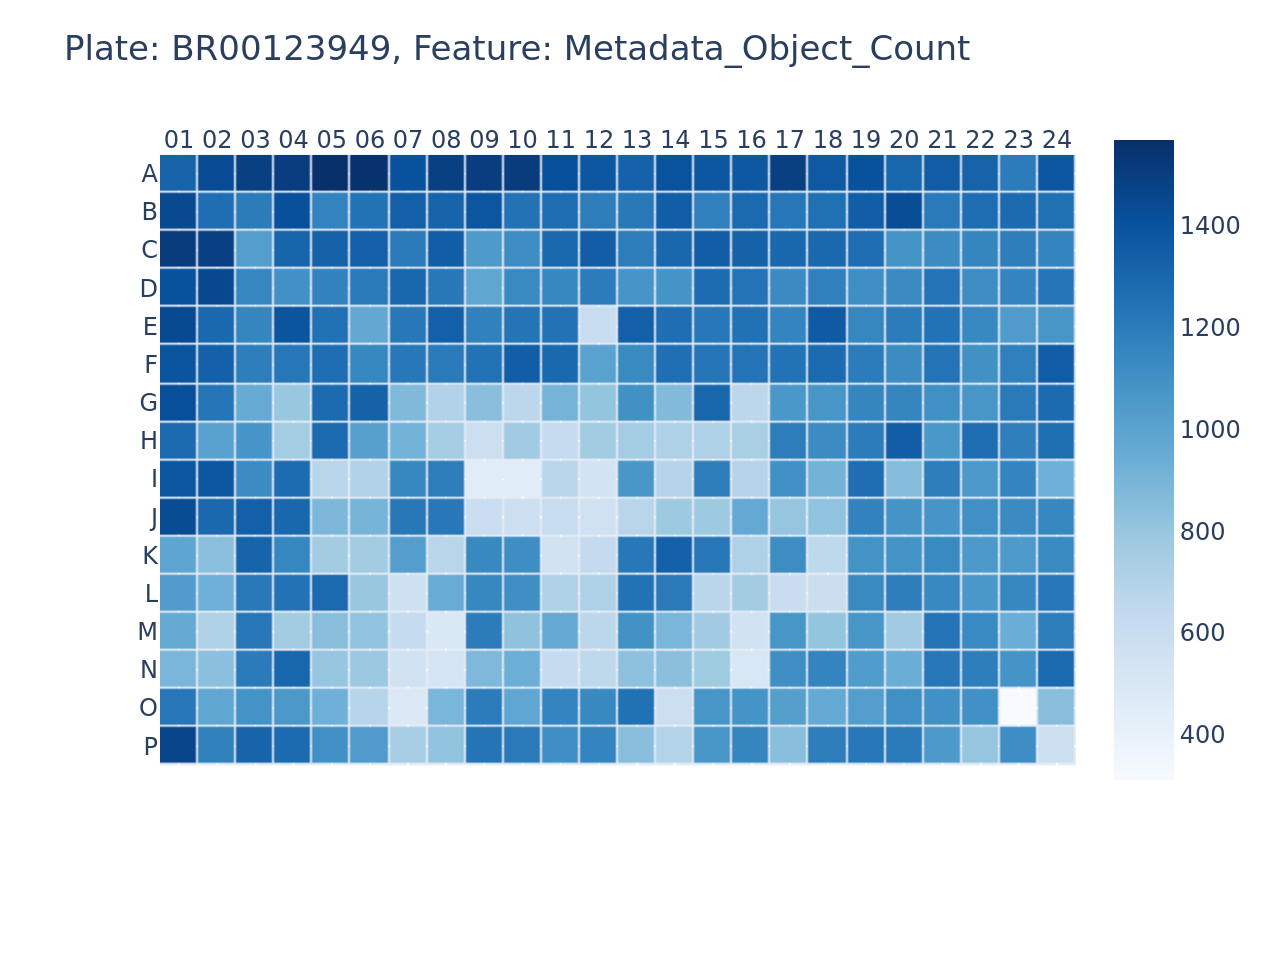 Plate: BR00123949, Feature: Metadata_Object_Count
01 02 03 04 05 06 07 08 09 10 11 12 13 14 15 16 17 18 19 20 21 22 23 24
A
B
C
D
E
F
G
H
I
J
K
L
M
N
O
P
1400
1200
1000
800
600
400